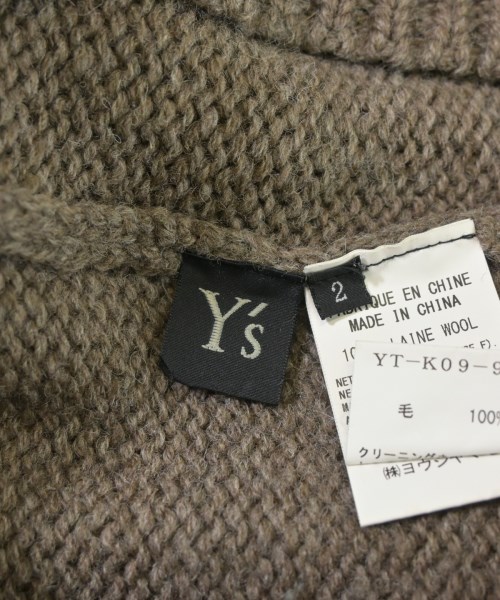 Y's
2
EN CHINE
MADE IN CHINA
LAINE WOOL
YT-K09-9
毛 100%
クリーニング
㈱ヨウジ